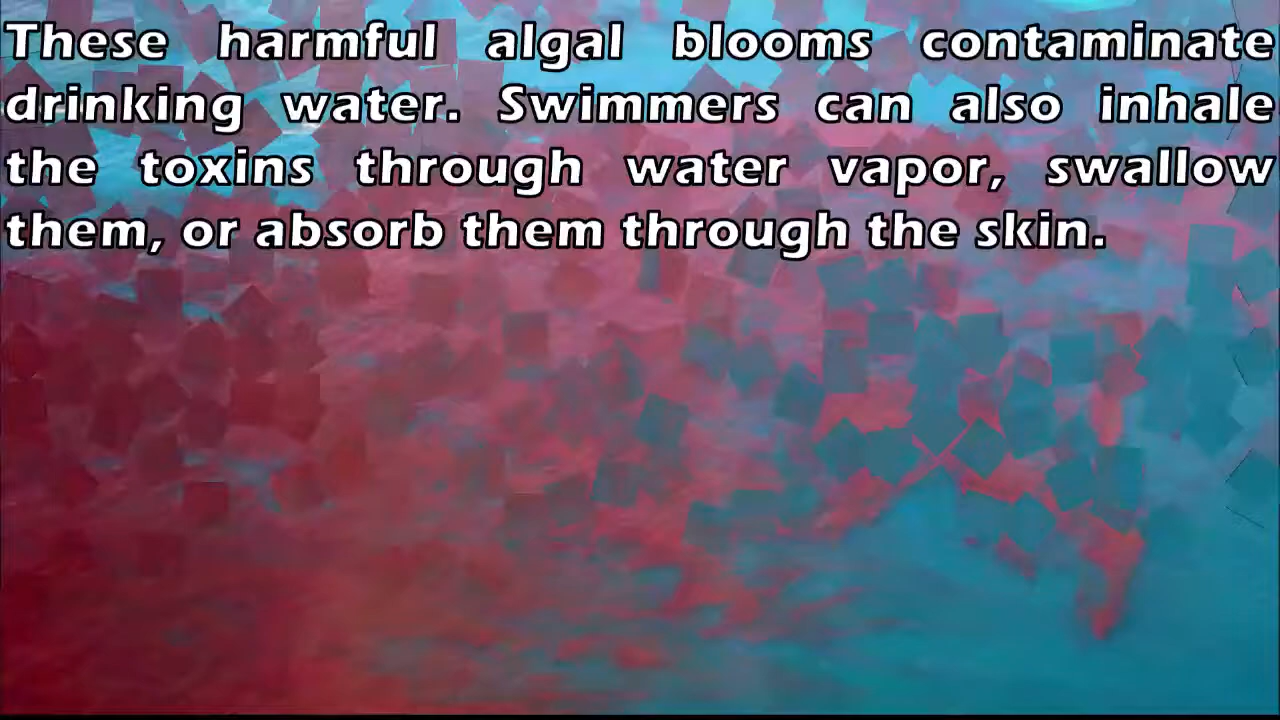 These harmful algal blooms contaminate
drinking water. Swimmers can also inhale
the toxins through water vapor, swallow
them, or absorb them through the skin.